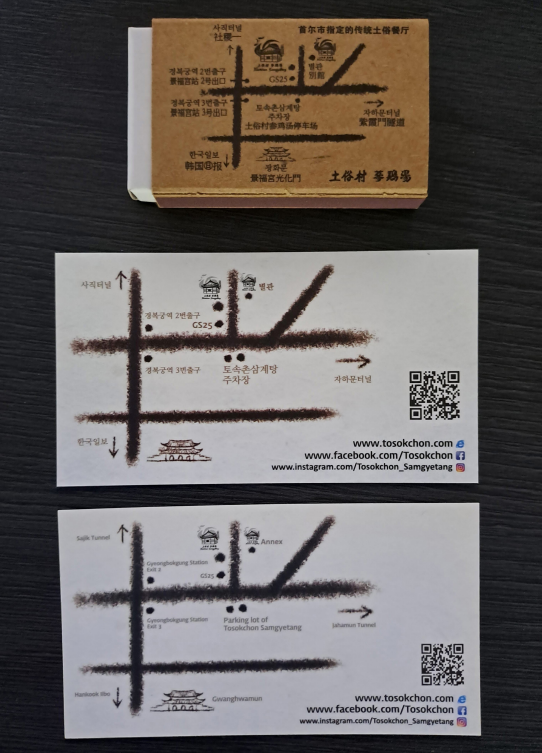 사직터널
社稷一
首尔市指定的传统土俗餐厅
별관
別館
경복궁역 2번출구
景福宮站 2号出口
GS25
경복궁역 3번출구
景福宮站 3号出口
토속촌삼계탕
주차장
土俗村参鸡汤停车场
자하문터널
紫霞門隧道
한국일보
韩国日报
광화문
景福宮光化門
土俗村 蔘鷄湯
사직터널
별관
경복궁역 2번출구
GS25
경복궁역 3번출구
토속촌삼계탕
주차장
자하문터널
한국일보
www.tosokchon.com
www.facebook.com/Tosokchon
www.instagram.com/Tosokchon_Samgyetang
Sajik Tunnel
Annex
Gyeongbokgung Station
Exit 2
GS25
Gyeongbokgung Station
Exit 3
Parking lot of
Tosokchon Samgyetang
Jahamun Tunnel
Hankook Ilbo
Gwanghwamun
www.tosokchon.com
www.facebook.com/Tosokchon
www.instagram.com/Tosokchon_Samgyetang